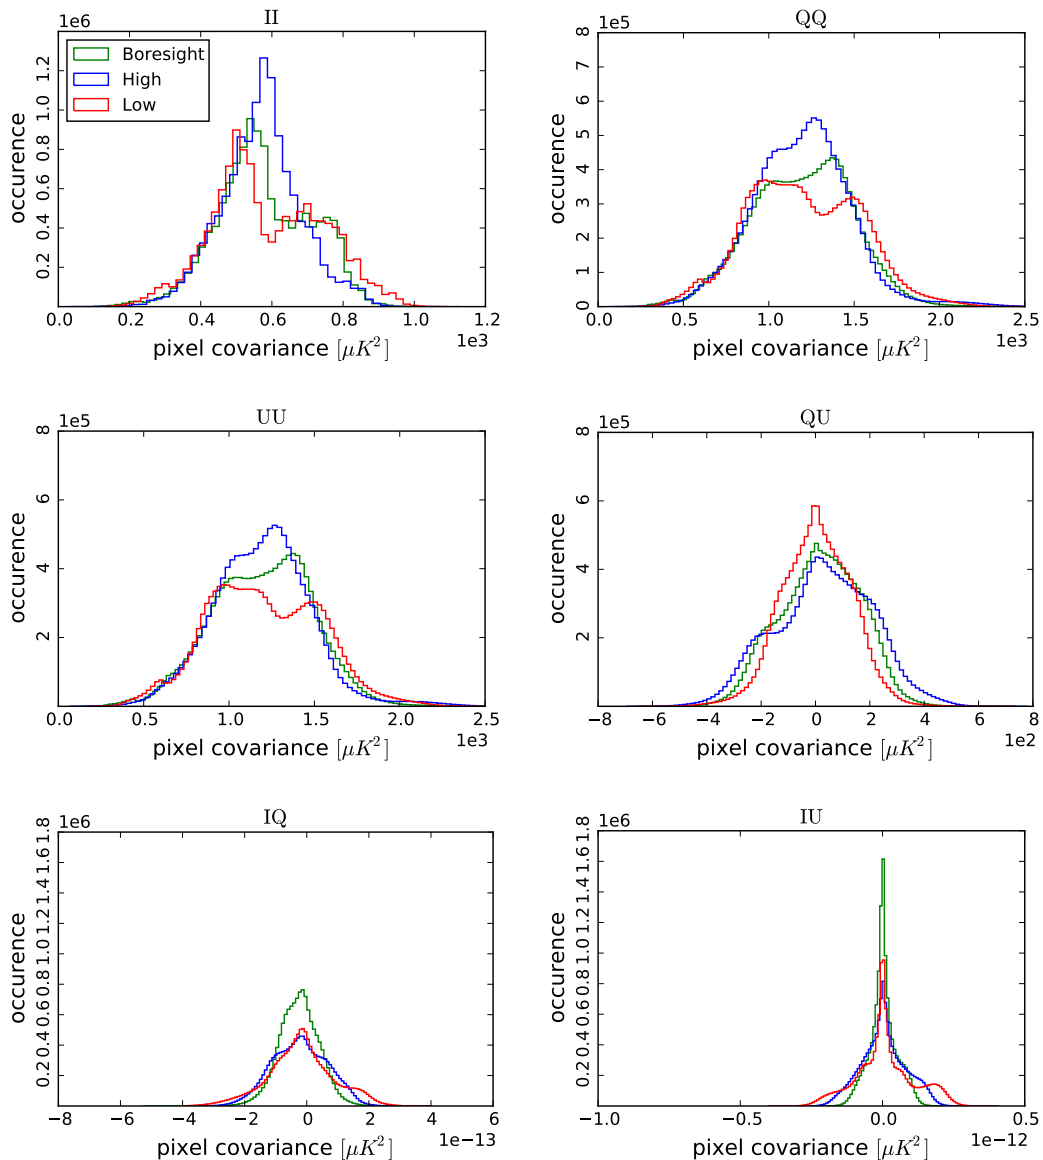 II
1e6
Boresight
High
Low
occurence
1.2
1.0
0.8
0.6
0.4
0.2
0.0 0.2 0.4 0.6 0.8 1.0 1.2
1e3
pixel covariance [μK²]
QQ
1e5
occurence
8
7
6
5
4
3
2
1
0
0.0 0.5 1.0 1.5 2.0 2.5
1e3
pixel covariance [μK²]
UU
1e5
occurence
8
6
4
2
0.0 0.5 1.0 1.5 2.0 2.5
1e3
pixel covariance [μK²]
QU
1e5
occurence
8
6
4
2
−8 −6 −4 −2 0 2 4 6 8
1e2
pixel covariance [μK²]
IQ
1e6
occurence
1.8
1.6
1.4
1.2
1.0
0.8
0.6
0.4
0.2
−8 −6 −4 −2 0 2 4 6
1e−13
pixel covariance [μK²]
IU
1e6
occurence
1.8
1.6
1.4
1.2
1.0
0.8
0.6
0.4
0.2
−1.0 −0.5 0.0 0.5
1e−12
pixel covariance [μK²]